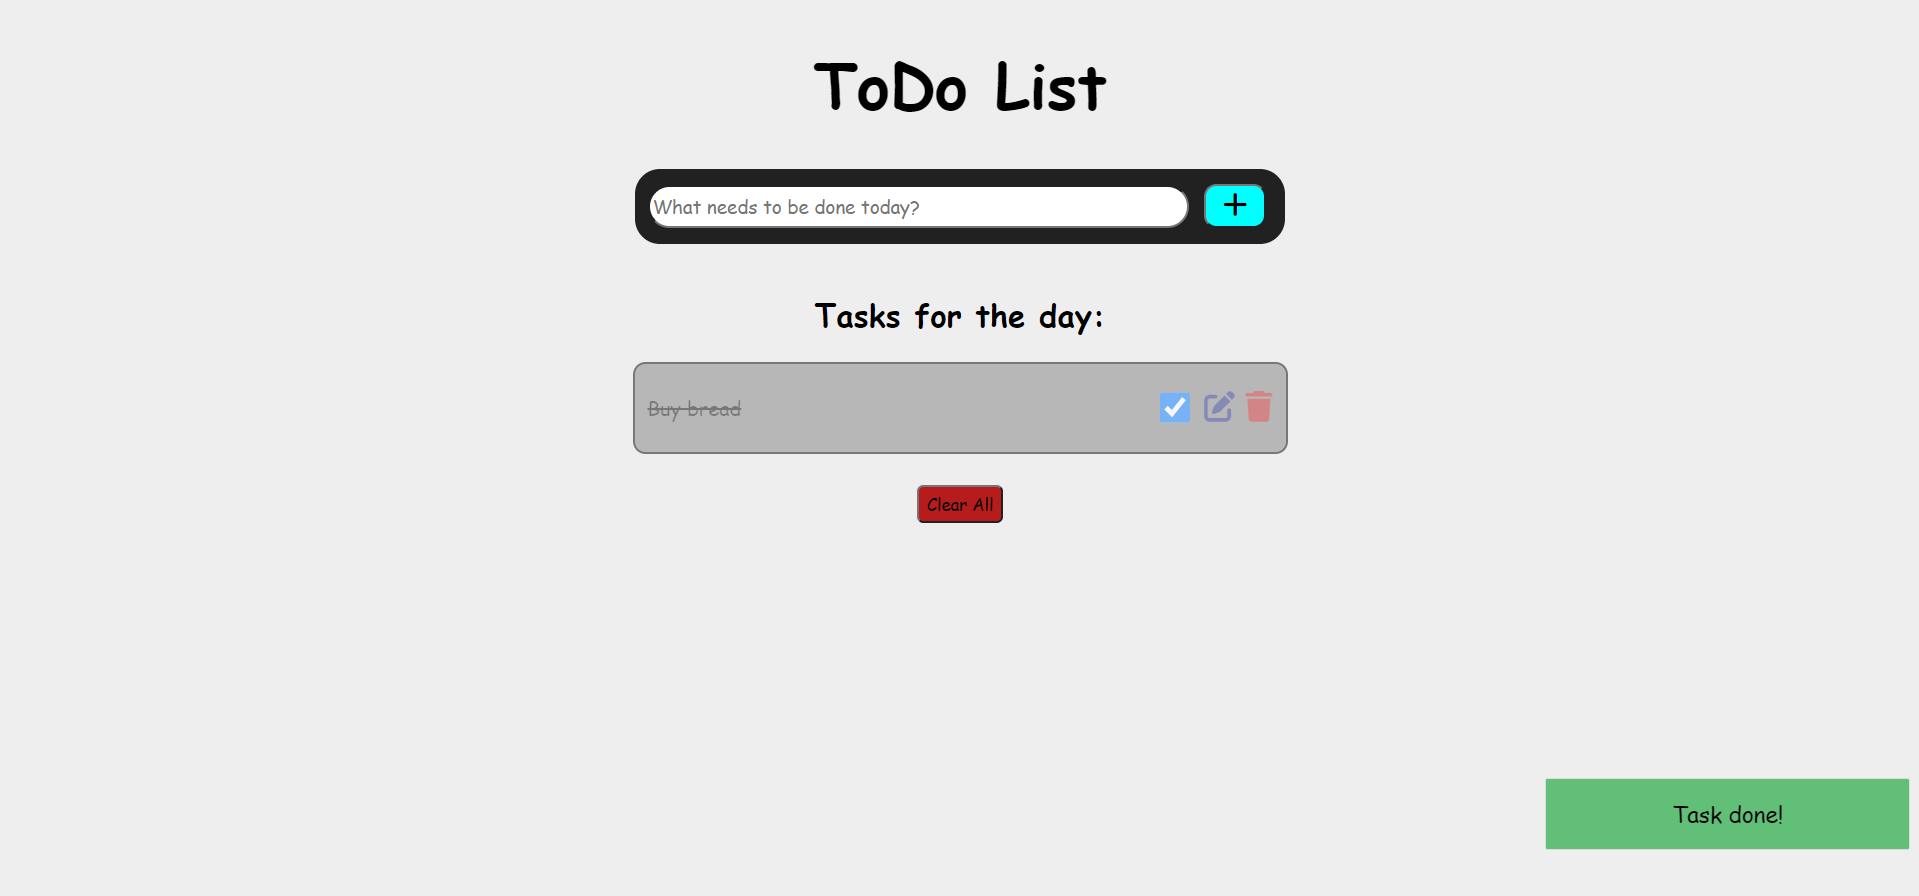 ToDo List
What needs to be done today?
Tasks for the day:
Buy bread
Clear All
Task done!